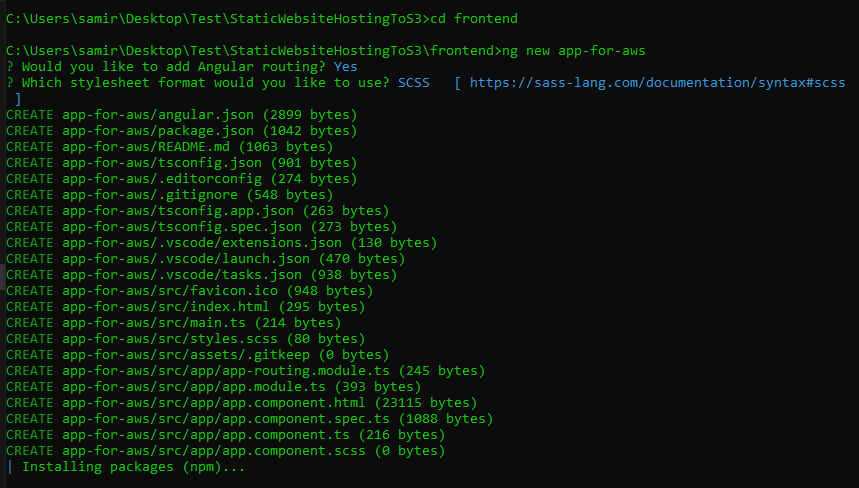 C:\Users\samir\Desktop\Test\StaticWebsiteHostingToS3>cd frontend
C:\Users\samir\Desktop\Test\StaticWebsiteHostingToS3\frontend>ng new app-for-aws
? Would you like to add Angular routing? Yes
? Which stylesheet format would you like to use? SCSS   [ https://sass-lang.com/documentation/syntax#scss
 ]
CREATE app-for-aws/angular.json (2899 bytes)
CREATE app-for-aws/package.json (1042 bytes)
CREATE app-for-aws/README.md (1063 bytes)
CREATE app-for-aws/tsconfig.json (901 bytes)
CREATE app-for-aws/.editorconfig (274 bytes)
CREATE app-for-aws/.gitignore (548 bytes)
CREATE app-for-aws/tsconfig.app.json (263 bytes)
CREATE app-for-aws/tsconfig.spec.json (273 bytes)
CREATE app-for-aws/.vscode/extensions.json (130 bytes)
CREATE app-for-aws/.vscode/launch.json (470 bytes)
CREATE app-for-aws/.vscode/tasks.json (938 bytes)
CREATE app-for-aws/src/favicon.ico (948 bytes)
CREATE app-for-aws/src/index.html (295 bytes)
CREATE app-for-aws/src/main.ts (214 bytes)
CREATE app-for-aws/src/styles.scss (80 bytes)
CREATE app-for-aws/src/assets/.gitkeep (0 bytes)
CREATE app-for-aws/src/app/app-routing.module.ts (245 bytes)
CREATE app-for-aws/src/app/app.module.ts (393 bytes)
CREATE app-for-aws/src/app/app.component.html (23115 bytes)
CREATE app-for-aws/src/app/app.component.spec.ts (1088 bytes)
CREATE app-for-aws/src/app/app.component.ts (216 bytes)
CREATE app-for-aws/src/app/app.component.scss (0 bytes)
| Installing packages (npm)...